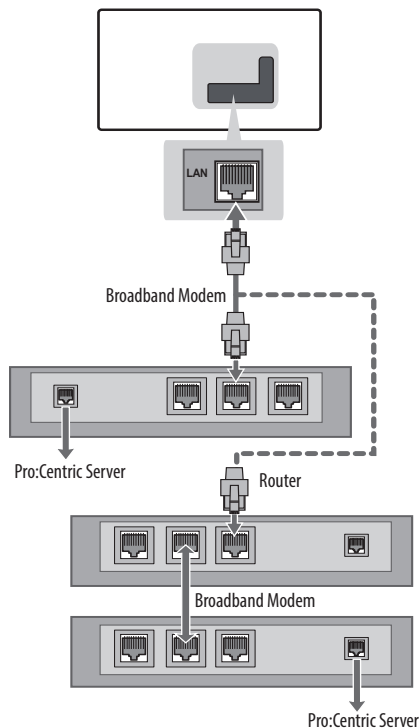 LAN
Broadband Modem
Pro:Centric Server
Router
Broadband Modem
Pro:Centric Server